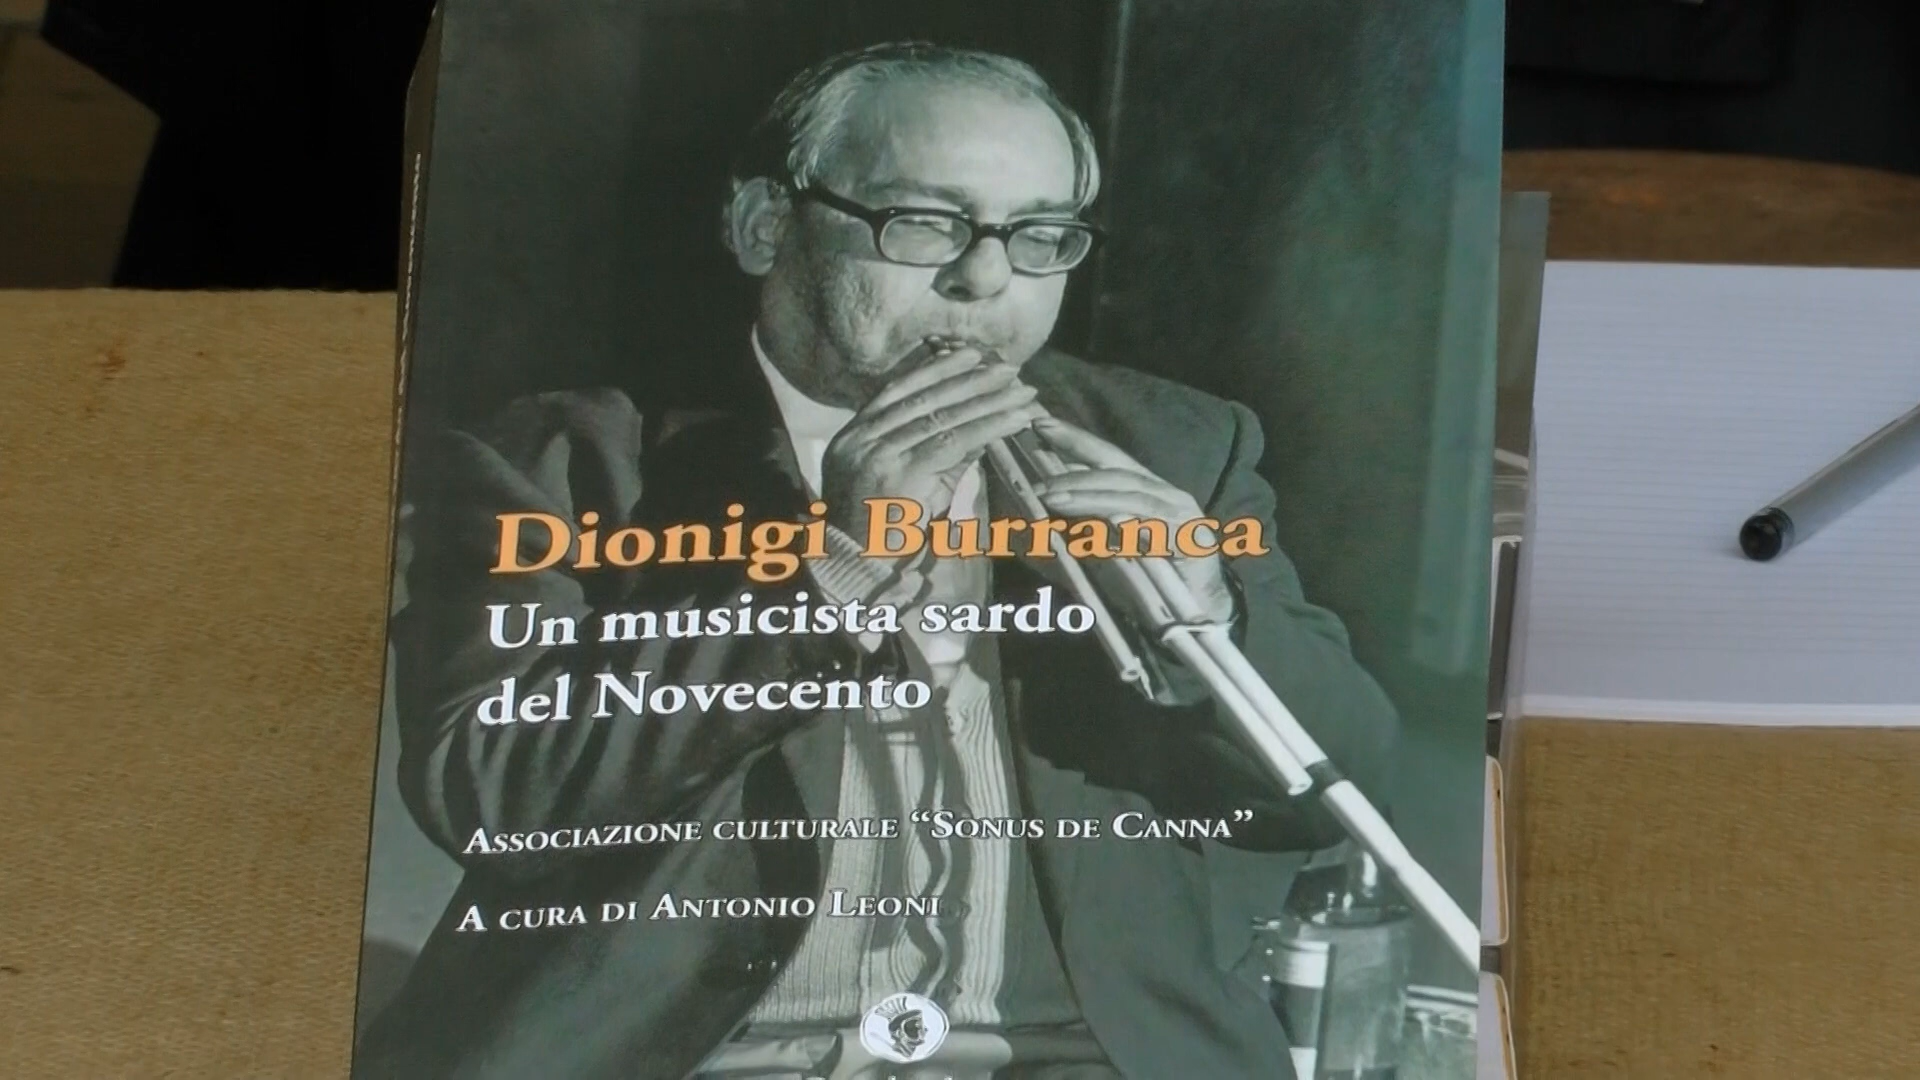 Dionigi Burranca
Un musicista sardo
del Novecento
Associazione culturale “Sonus de Canna”
A cura di Antonio Leoni